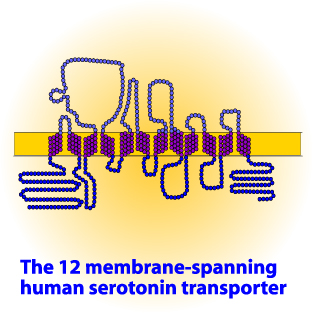 The 12 membrane-spanning
human serotonin transporter